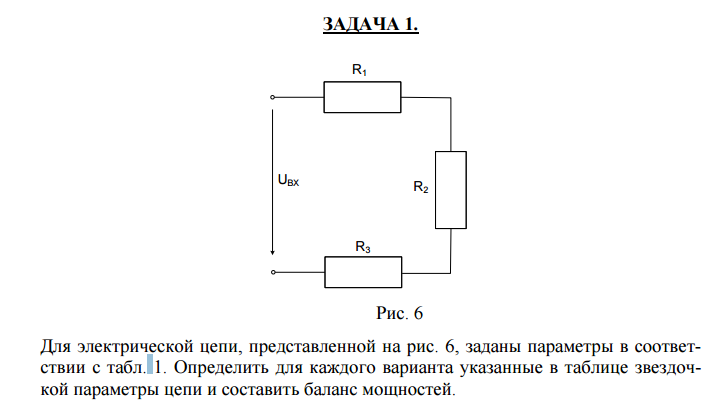 ЗАДАЧА 1.
R1
UВХ
R2
R3
Рис. 6
Для электрической цепи, представленной на рис. 6, заданы параметры в соответ-
ствии с табл. 1. Определить для каждого варианта указанные в таблице звездоч-
кой параметры цепи и составить баланс мощностей.